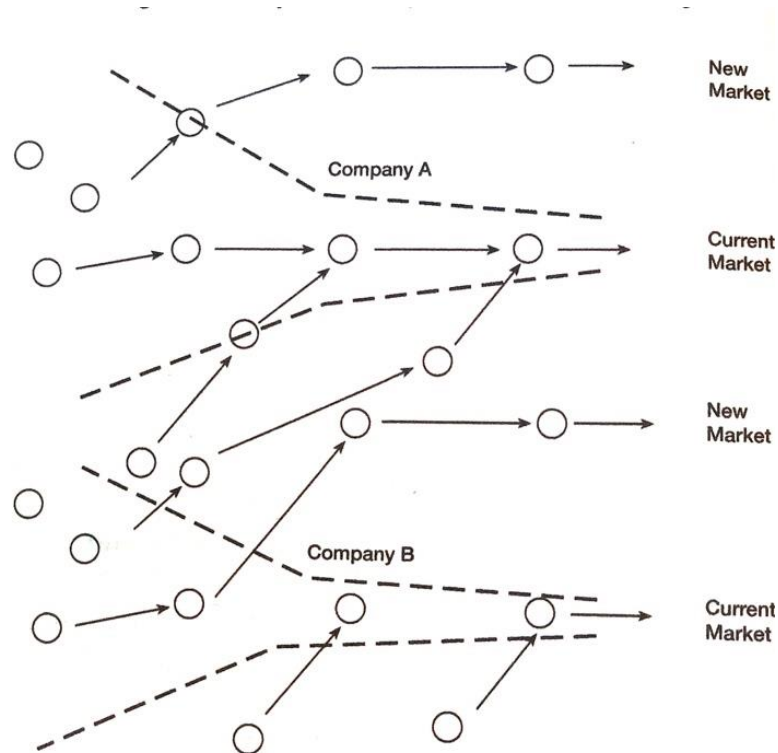 New
Market
Company A
Current
Market
New
Market
Company B
Current
Market